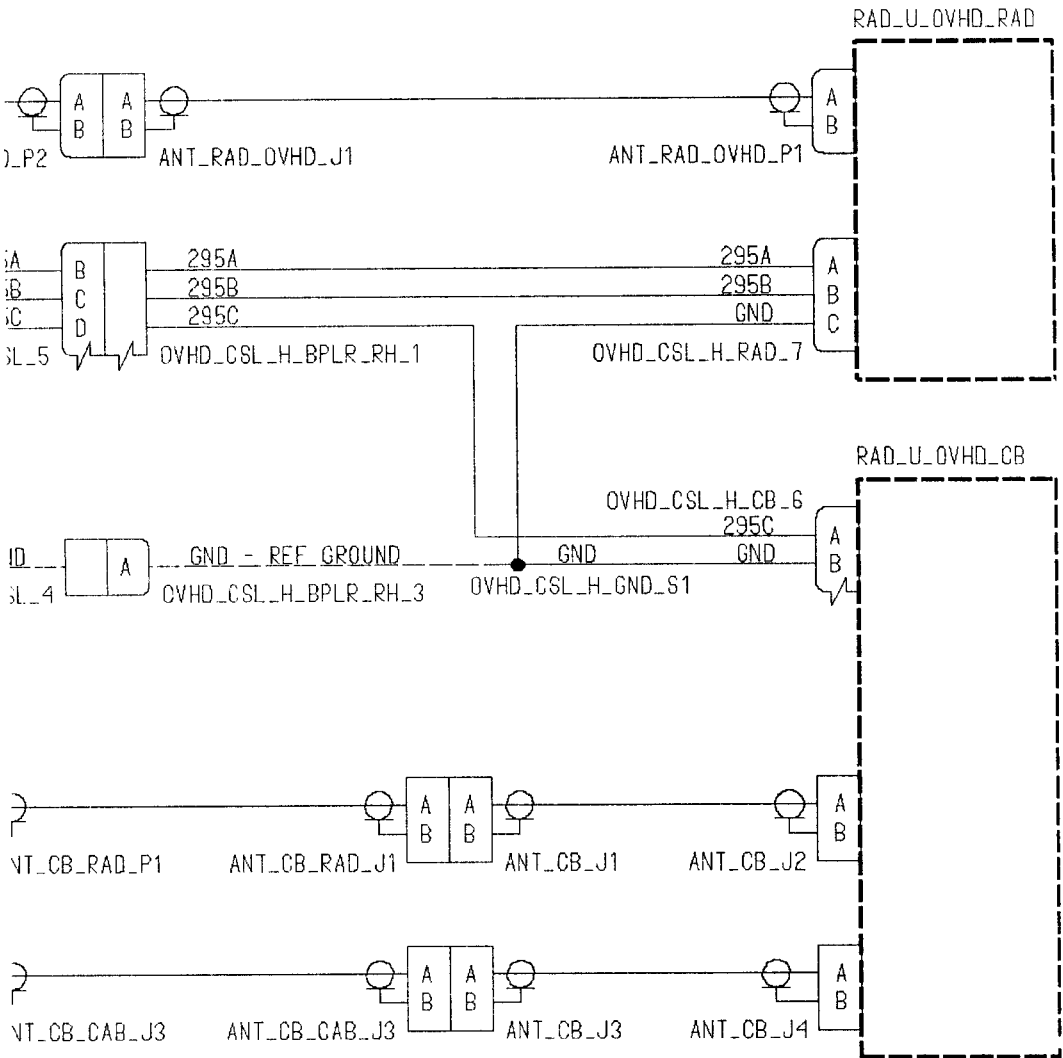 RAD_U_OVHD_RAD
A A A
B B B
ANT_RAD_OVHD_J1 ANT_RAD_OVHD_P1
295A 295A
B A
295B 295B
C B
295C GND
D C
OVHD_CSL_H_BPLR_RH_1 OVHD_CSL_H_RAD_7
RAD_U_OVHD_CB
OVHD_CSL_H_CB_6
295C
A
GND - REF GROUND GND GND
A B
OVHD_CSL_H_BPLR_RH_3 OVHD_CSL_H_GND_S1
A A A
B B B
ANT_CB_RAD_J1 ANT_CB_J1 ANT_CB_J2
A A A
B B B
ANT_CB_CAB_J3 ANT_CB_J3 ANT_CB_J4